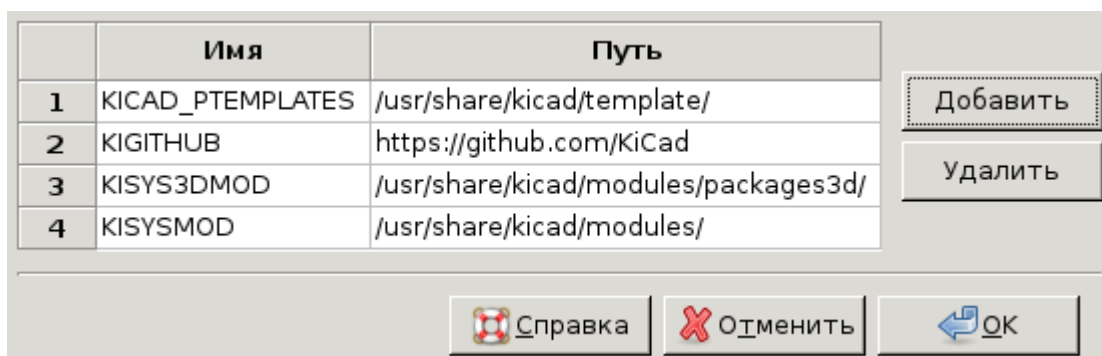 Имя Путь
1 KICAD_PTEMPLATES /usr/share/kicad/template/
2 KIGITHUB https://github.com/KiCad
3 KISYS3DMOD /usr/share/kicad/modules/packages3d/
4 KISYSMOD /usr/share/kicad/modules/
Добавить
Удалить
Справка Отменить OK